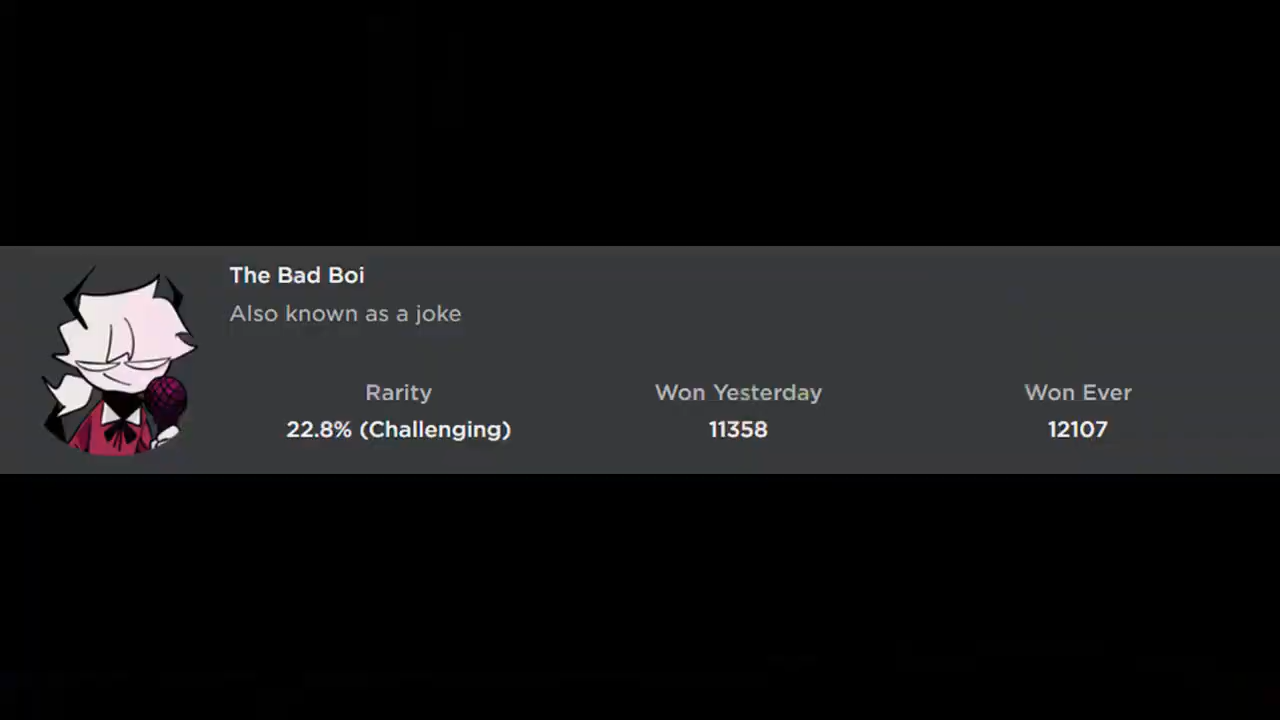 The Bad Boi
Also known as a joke
Rarity Won Yesterday Won Ever
22.8% (Challenging) 11358 12107